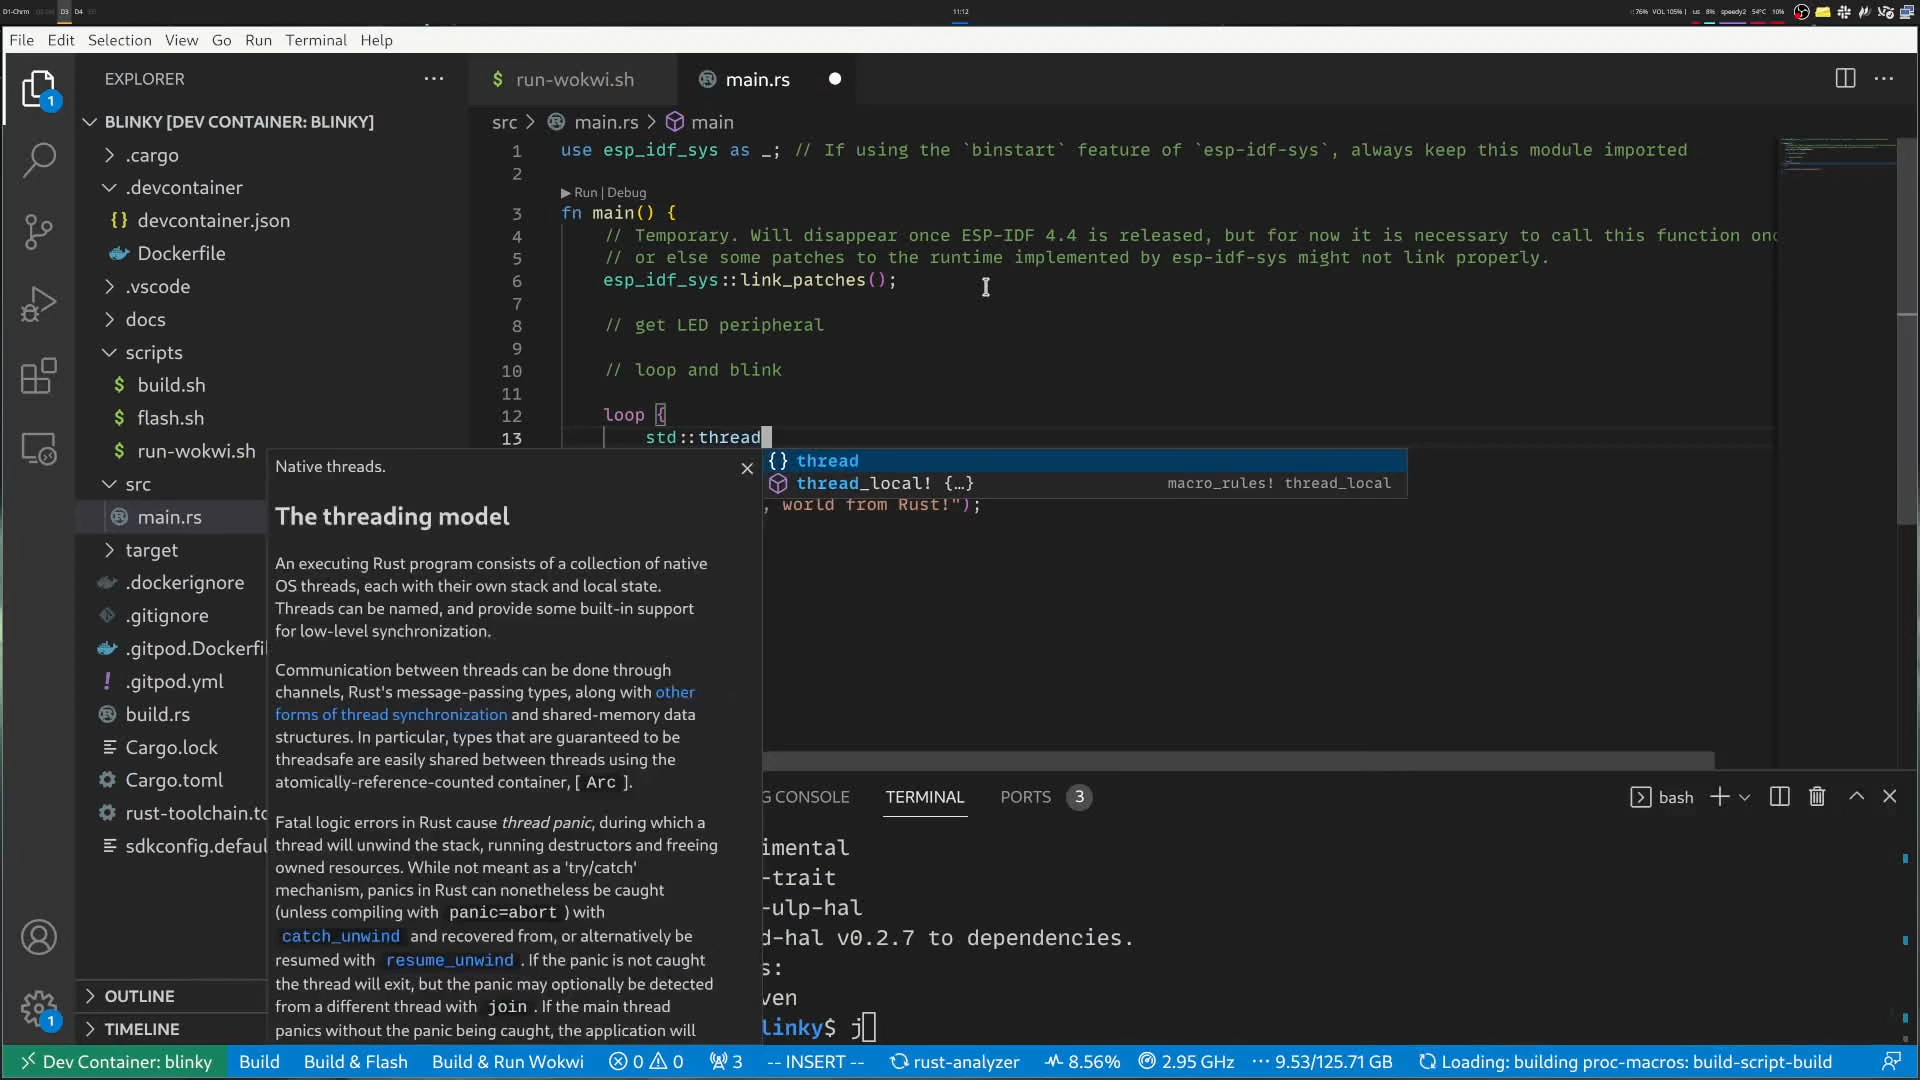 D1-Chrm
D3
D4
11:12
76%
VOL 105% |
us
8%
speedy2
54°C
10%
File Edit Selection View Go Run Terminal Help
EXPLORER
$ run-wokwi.sh
main.rs
BLINKY [DEV CONTAINER: BLINKY]
.cargo
.devcontainer
{} devcontainer.json
Dockerfile
.vscode
docs
scripts
$ build.sh
$ flash.sh
$ run-wokwi.sh
src
main.rs
target
.dockerignore
.gitignore
.gitpod.Dockerfil
! .gitpod.yml
build.rs
Cargo.lock
Cargo.toml
rust-toolchain.to
sdkconfig.defaul
OUTLINE
TIMELINE
src > main.rs > main
1 use esp_idf_sys as _; // If using the `binstart` feature of `esp-idf-sys`, always keep this module imported
2
Run | Debug
3 fn main() {
4 // Temporary. Will disappear once ESP-IDF 4.4 is released, but for now it is necessary to call this function onc
5 // or else some patches to the runtime implemented by esp-idf-sys might not link properly.
6 esp_idf_sys::link_patches();
7
8 // get LED peripheral
9
10 // loop and blink
11
12 loop {
13 std::thread
{} thread
thread_local! {…} macro_rules! thread_local
, world from Rust!");
Native threads.
The threading model
An executing Rust program consists of a collection of native
OS threads, each with their own stack and local state.
Threads can be named, and provide some built-in support
for low-level synchronization.
Communication between threads can be done through
channels, Rust's message-passing types, along with other
forms of thread synchronization and shared-memory data
structures. In particular, types that are guaranteed to be
threadsafe are easily shared between threads using the
atomically-reference-counted container, [ Arc ].
Fatal logic errors in Rust cause thread panic, during which a
thread will unwind the stack, running destructors and freeing
owned resources. While not meant as a 'try/catch'
mechanism, panics in Rust can nonetheless be caught
(unless compiling with panic=abort ) with
catch_unwind and recovered from, or alternatively be
resumed with resume_unwind . If the panic is not caught
the thread will exit, but the panic may optionally be detected
from a different thread with join . If the main thread
panics without the panic being caught, the application will
G CONSOLE TERMINAL PORTS 3
bash
imental
-trait
-ulp-hal
d-hal v0.2.7 to dependencies.
s:
ven
linky$ j
1
1
Dev Container: blinky Build Build & Flash Build & Run Wokwi 0 0 3 -- INSERT -- rust-analyzer 8.56% 2.95 GHz 9.53/125.71 GB Loading: building proc-macros: build-script-build